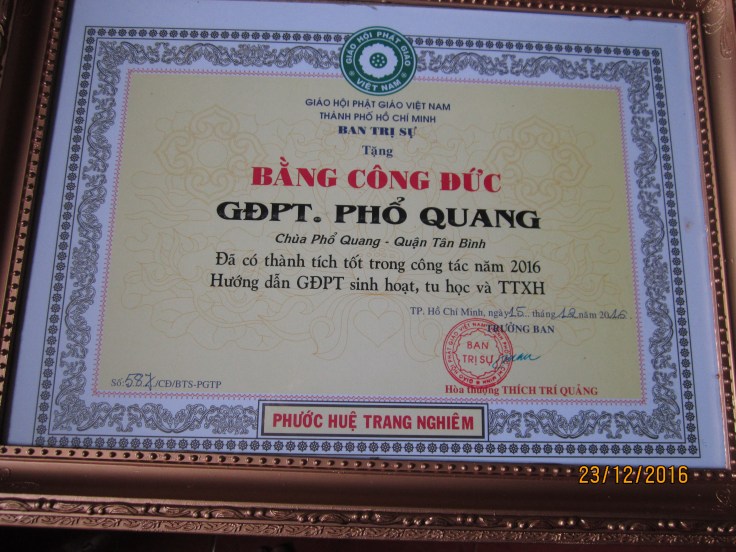 GIÁO HỘI PHẬT GIÁO
VIỆT NAM
GIÁO HỘI PHẬT GIÁO VIỆT NAM
THÀNH PHỐ HỒ CHÍ MINH
BAN TRỊ SỰ
Tặng
BẰNG CÔNG ĐỨC
GĐPT. PHỔ QUANG
Chùa Phổ Quang - Quận Tân Bình
Đã có thành tích tốt trong công tác năm 2016
Hướng dẫn GĐPT sinh hoạt, tu học và TTXH
TP. Hồ Chí Minh, ngày 15.. tháng 12 năm 2016
TRƯỞNG BAN
BAN
TRỊ SỰ
Số: 587/CĐ/BTS-PGTP
Hòa thượng THÍCH TRÍ QUẢNG
PHƯỚC HUỆ TRANG NGHIÊM
23/12/2016